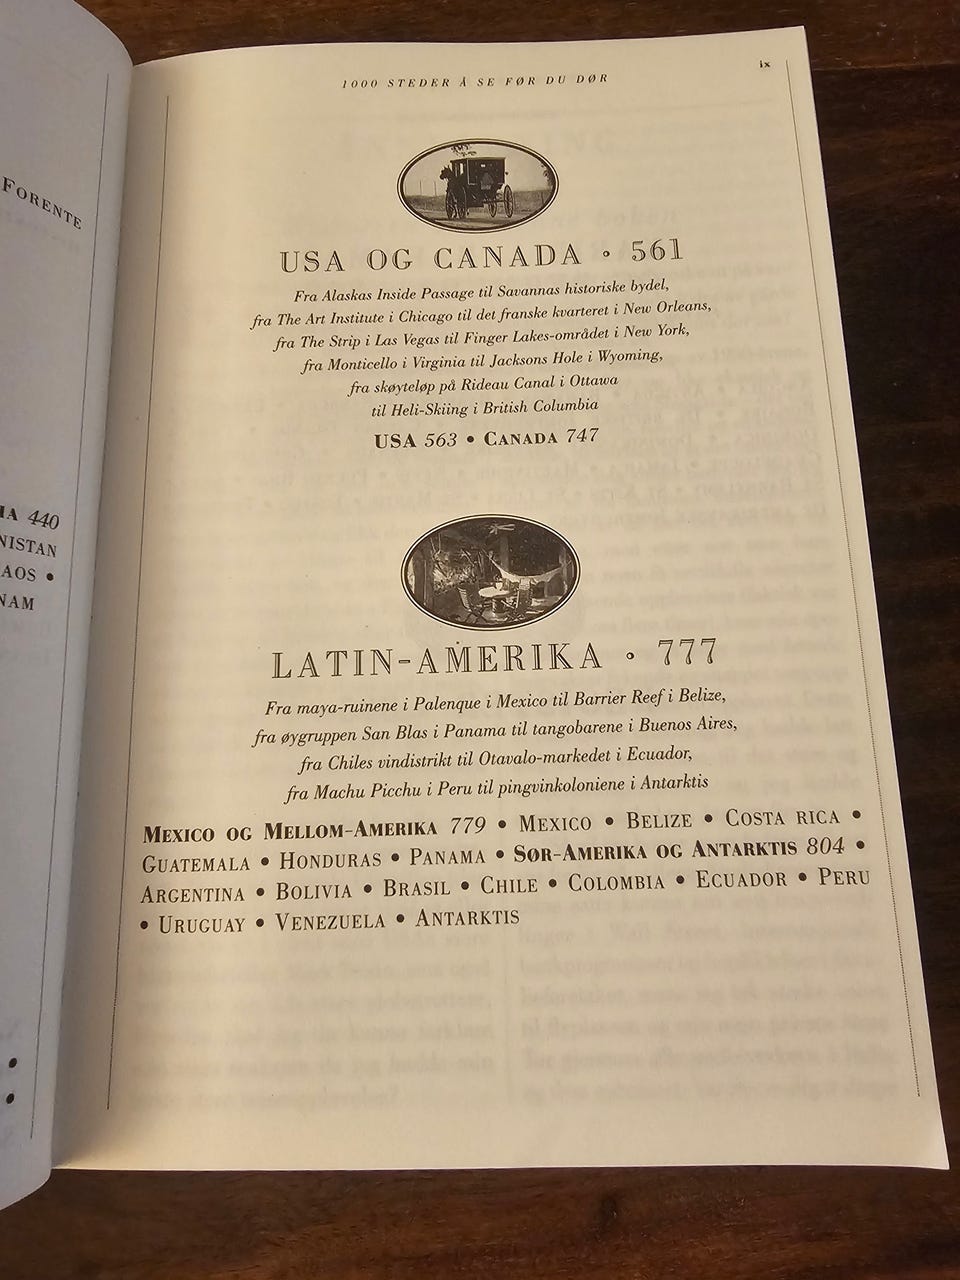 FORENTE
440
NISTAN
AOS •
NAM
1000 STEDER Å SE FØR DU DØR
ix
USA OG CANADA • 561
Fra Alaskas Inside Passage til Savannas historiske bydel,
fra The Art Institute i Chicago til det franske kvarteret i New Orleans,
fra The Strip i Las Vegas til Finger Lakes-området i New York,
fra Monticello i Virginia til Jacksons Hole i Wyoming,
fra skøyteløp på Rideau Canal i Ottawa
til Heli-Skiing i British Columbia
USA 563 • CANADA 747
LATIN-AMERIKA • 777
Fra maya-ruinene i Palenque i Mexico til Barrier Reef i Belize,
fra øygruppen San Blas i Panama til tangobarene i Buenos Aires,
fra Chiles vindistrikt til Otavalo-markedet i Ecuador,
fra Machu Picchu i Peru til pingvinkoloniene i Antarktis
MEXICO OG MELLOM-AMERIKA 779 • MEXICO • BELIZE • COSTA RICA •
GUATEMALA • HONDURAS • PANAMA • SØR-AMERIKA OG ANTARKTIS 804 •
ARGENTINA • BOLIVIA • BRASIL • CHILE • COLOMBIA • ECUADOR • PERU
• URUGUAY • VENEZUELA • ANTARKTIS